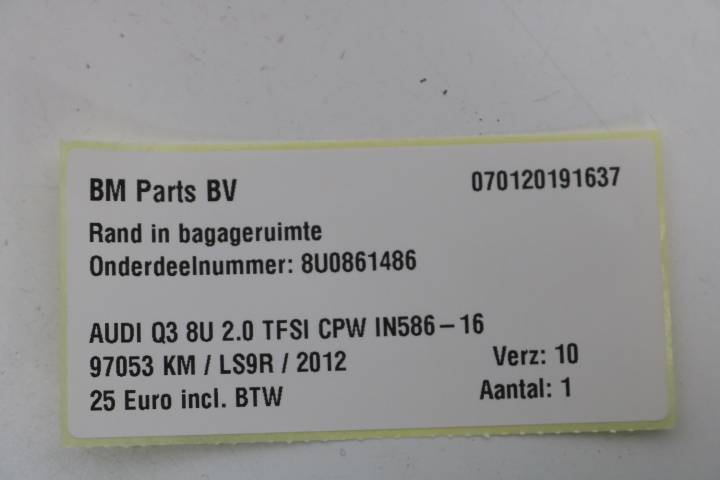 BM Parts BV 070120191637
Rand in bagageruimte
Onderdeelnummer: 8U0861486
AUDI Q3 8U 2.0 TFSI CPW IN586-16
97053 KM / LS9R / 2012 Verz: 10
25 Euro incl. BTW Aantal: 1